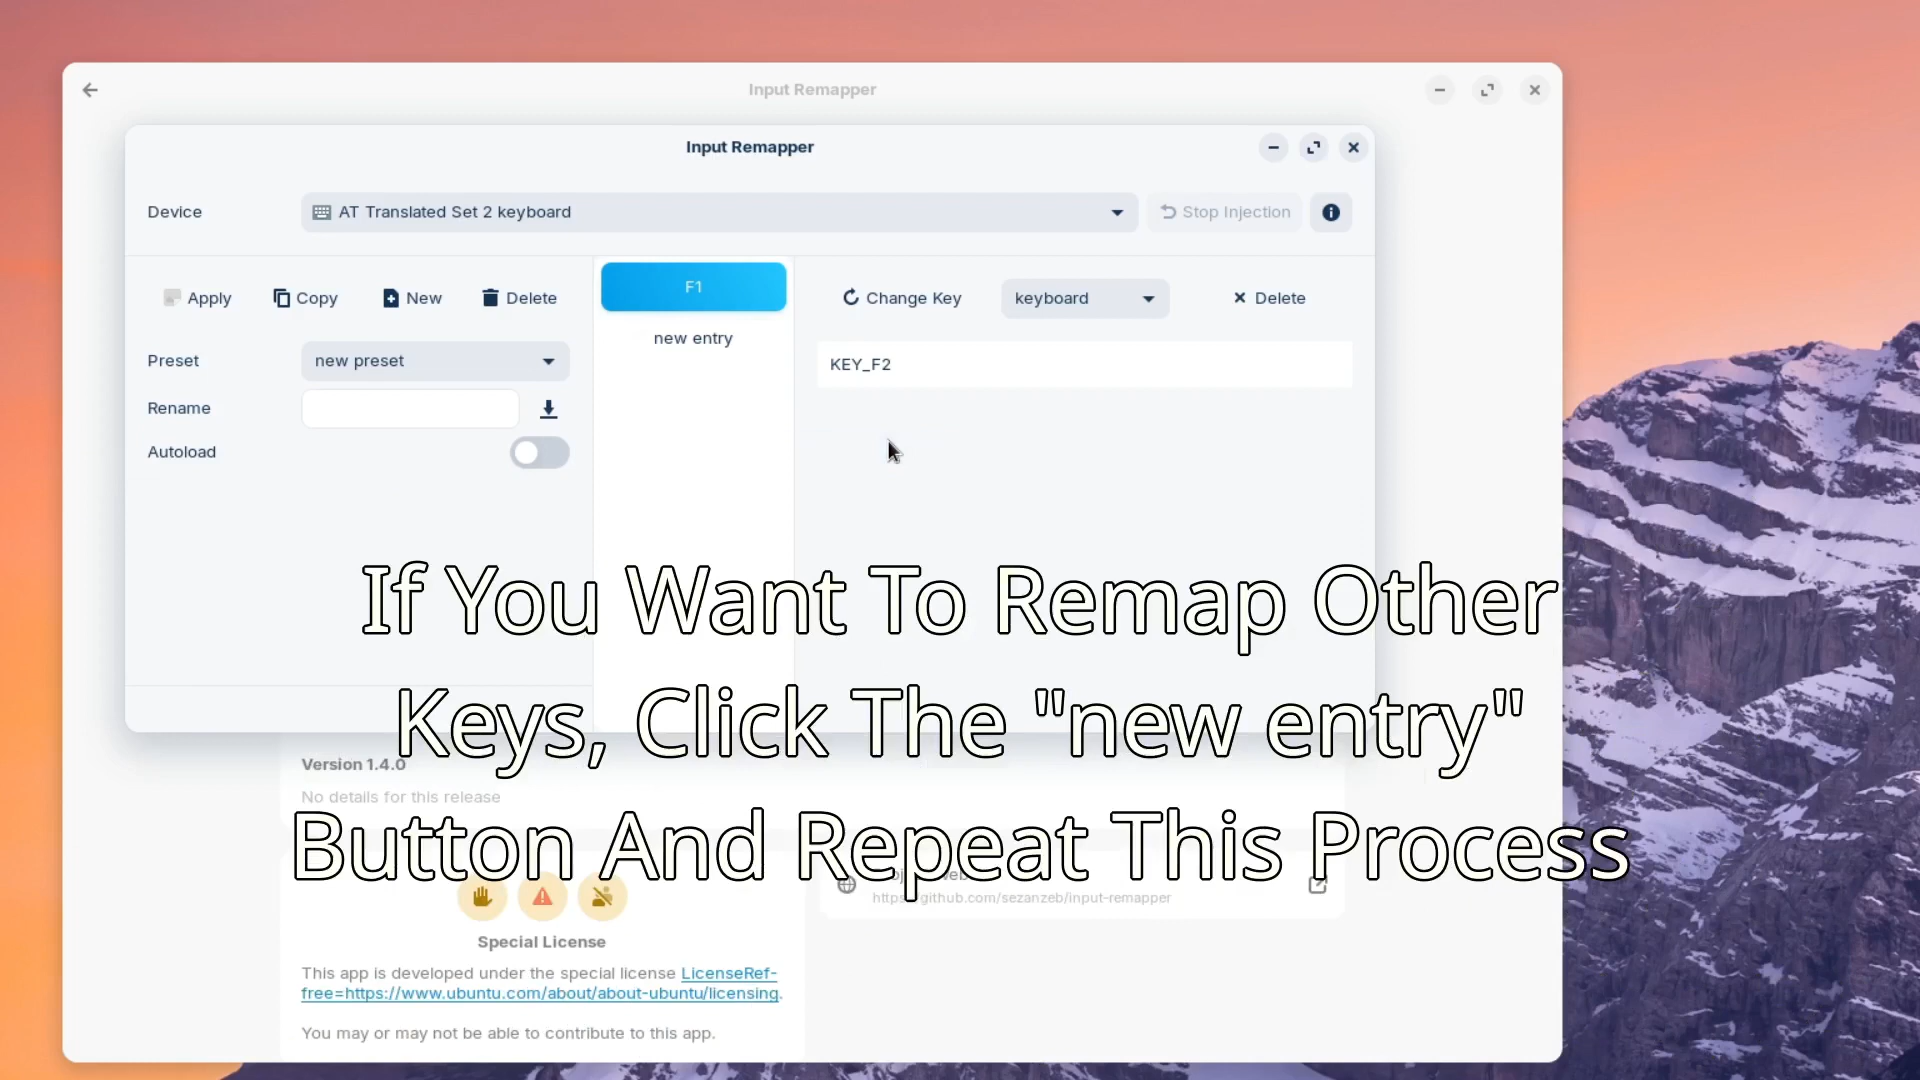 Input Remapper
Input Remapper
Device
AT Translated Set 2 keyboard
Stop Injection
Apply
Copy
New
Delete
F1
new entry
Change Key
keyboard
Delete
Preset
new preset
KEY_F2
Rename
Autoload
If You Want To Remap Other
Keys, Click The "new entry"
Button And Repeat This Process
Version 1.4.0
No details for this release
https://github.com/sezanzeb/input-remapper
Special License
This app is developed under the special license LicenseRef-
free=https://www.ubuntu.com/about/about-ubuntu/licensing.
You may or may not be able to contribute to this app.